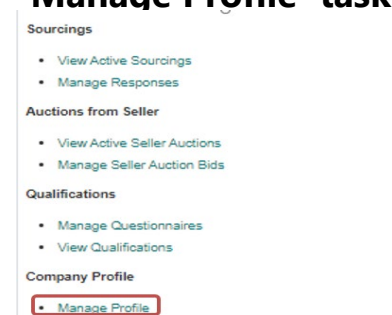 "Manage Profile" task
Sourcings
• View Active Sourcings
• Manage Responses
Auctions from Seller
• View Active Seller Auctions
• Manage Seller Auction Bids
Qualifications
• Manage Questionnaires
• View Qualifications
Company Profile
• Manage Profile